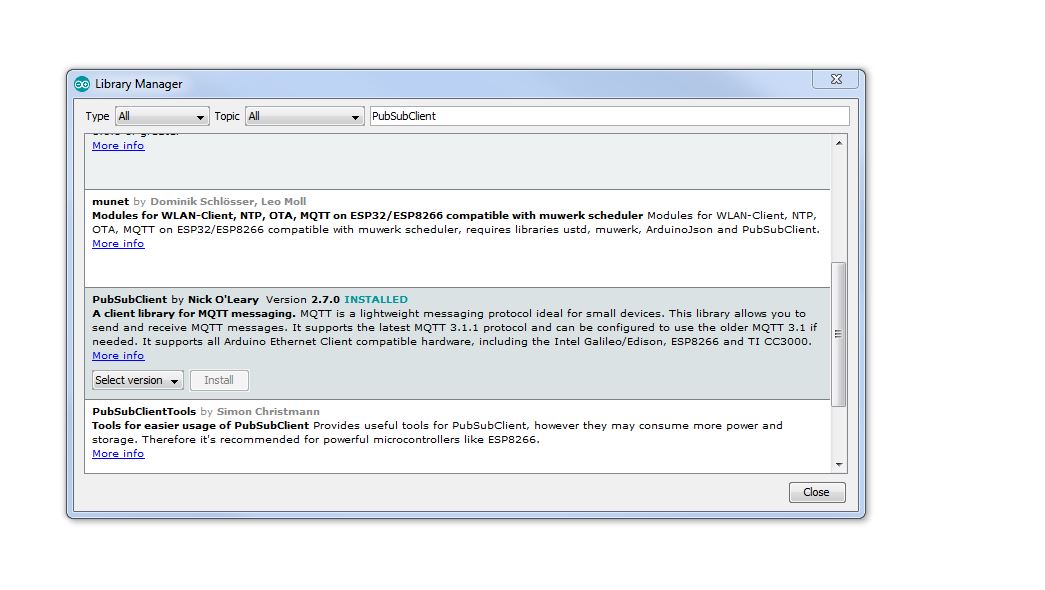 Library Manager
Type All Topic All PubSubClient
More info
munet by Dominik Schlösser, Leo Moll
Modules for WLAN-Client, NTP, OTA, MQTT on ESP32/ESP8266 compatible with muwerk scheduler Modules for WLAN-Client, NTP,
OTA, MQTT on ESP32/ESP8266 compatible with muwerk scheduler, requires libraries ustd, muwerk, ArduinoJson and PubSubClient.
More info
PubSubClient by Nick O'Leary Version 2.7.0 INSTALLED
A client library for MQTT messaging. MQTT is a lightweight messaging protocol ideal for small devices. This library allows you to
send and receive MQTT messages. It supports the latest MQTT 3.1.1 protocol and can be configured to use the older MQTT 3.1 if
needed. It supports all Arduino Ethernet Client compatible hardware, including the Intel Galileo/Edison, ESP8266 and TI CC3000.
More info
Select version Install
PubSubClientTools by Simon Christmann
Tools for easier usage of PubSubClient Provides useful tools for PubSubClient, however they may consume more power and
storage. Therefore it's recommended for powerful microcontrollers like ESP8266.
More info
Close